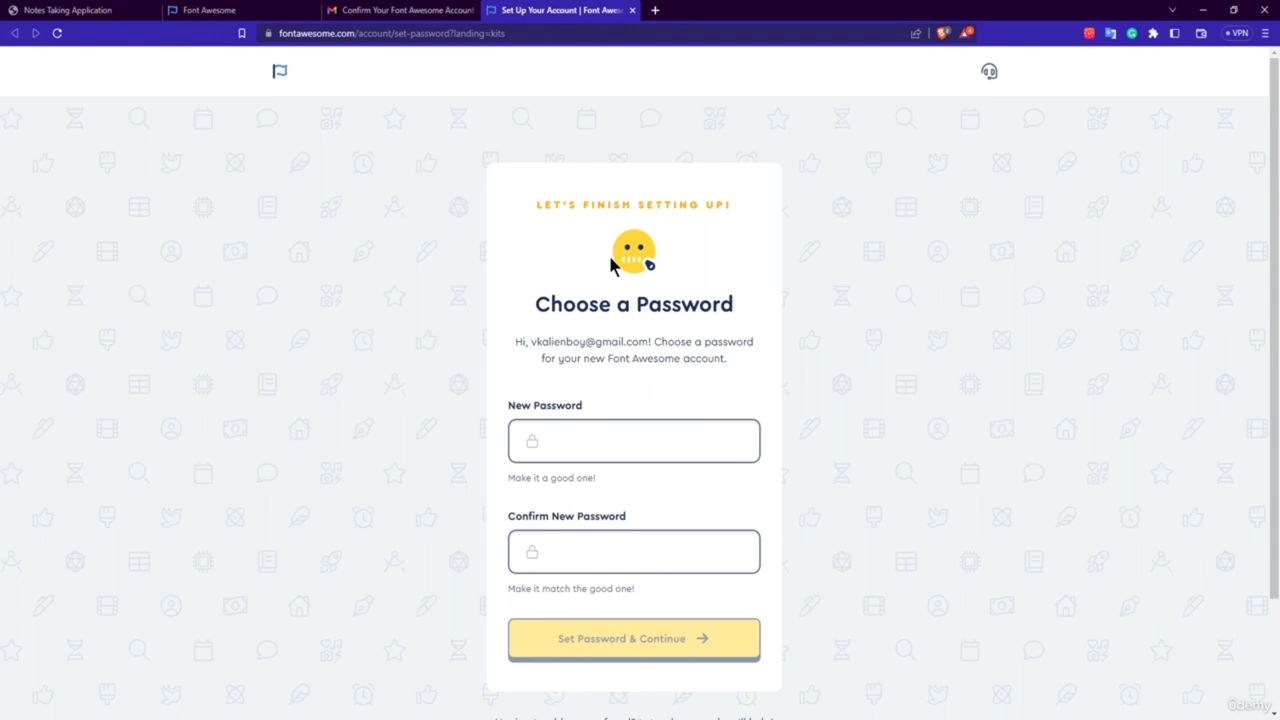 Notes Taking Application
Font Awesome
Confirm Your Font Awesome Account
Set Up Your Account | Font Awes
fontawesome.com/account/set-password?landing=kits
VPN
LET'S FINISH SETTING UP!
Choose a Password
Hi, vkalienboy@gmail.com! Choose a password
for your new Font Awesome account.
New Password
Make it a good one!
Confirm New Password
Make it match the good one!
Set Password & Continue
ûdemy